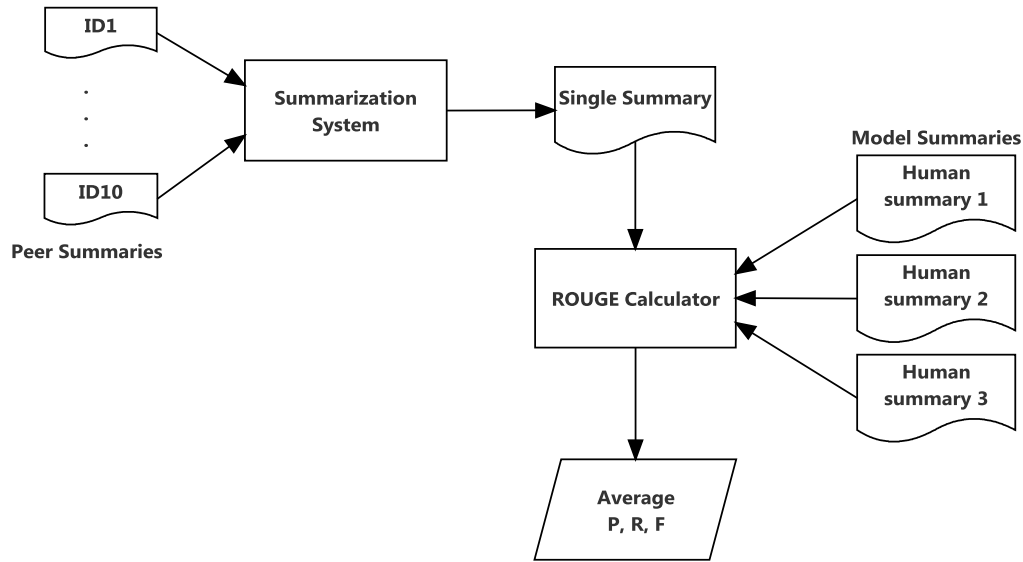 ID1
.
.
.
ID10
Peer Summaries
Summarization
System
Single Summary
Model Summaries
Human
summary 1
Human
summary 2
Human
summary 3
ROUGE Calculator
Average
P, R, F